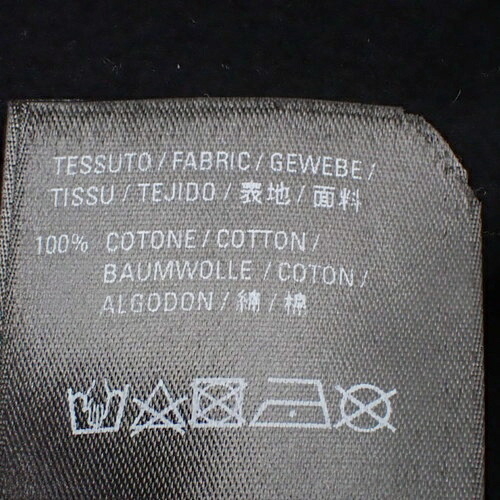 TESSUTO / FABRIC / GEWEBE /
TISSU / TEJIDO / 表地 / 面料
100% COTONE / COTTON /
BAUMWOLLE / COTON /
ALGODON / 綿 / 棉